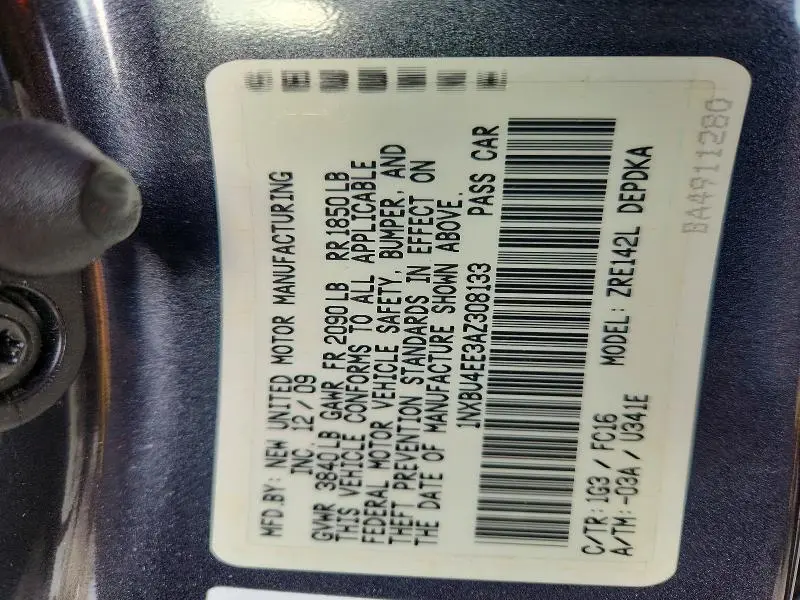 MFD.BY: NEW UNITED MOTOR MANUFACTURING
INC. 12/09
GVWR 3840LB GAWR FR 2090LB RR1850LB
THIS VEHICLE CONFORMS TO ALL APPLICABLE
FEDERAL MOTOR VEHICLE SAFETY, BUMPER, AND
THEFT PREVENTION STANDARDS IN EFFECT ON
THE DATE OF MANUFACTURE SHOWN ABOVE.
1NXBU4EE3AZ308133 PASS CAR
C/TR: 1G3 / FC16 MODEL: ZRE142L DEPDKA
A/TM: -03A / U341E
BA4911280